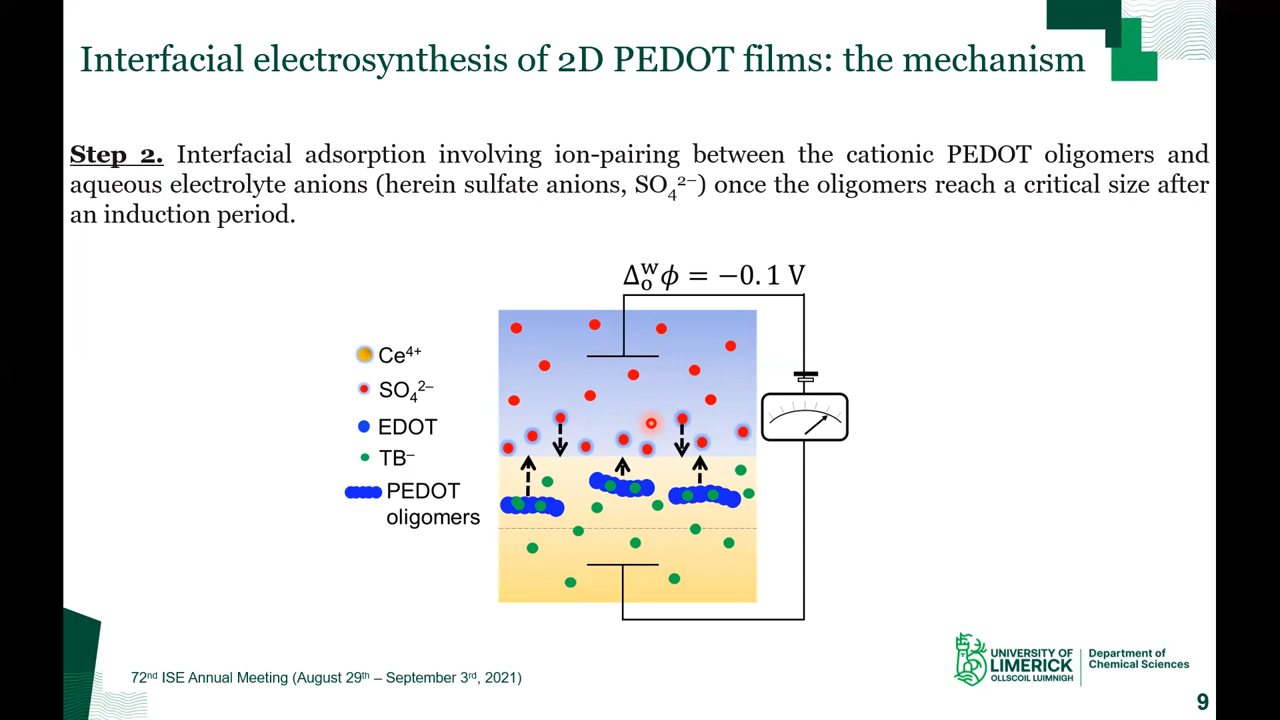 Interfacial electrosynthesis of 2D PEDOT films: the mechanism
Step 2. Interfacial adsorption involving ion-pairing between the cationic PEDOT oligomers and
aqueous electrolyte anions (herein sulfate anions, SO₄²⁻) once the oligomers reach a critical size after
an induction period.
Δₒʷϕ = −0.1 V
Ce⁴⁺
SO₄²⁻
EDOT
TB⁻
PEDOT
oligomers
72ⁿᵈ ISE Annual Meeting (August 29ᵗʰ – September 3ʳᵈ, 2021)
UNIVERSITY OF
LIMERICK
OLLSCOIL LUIMNIGH
Department of
Chemical Sciences
9